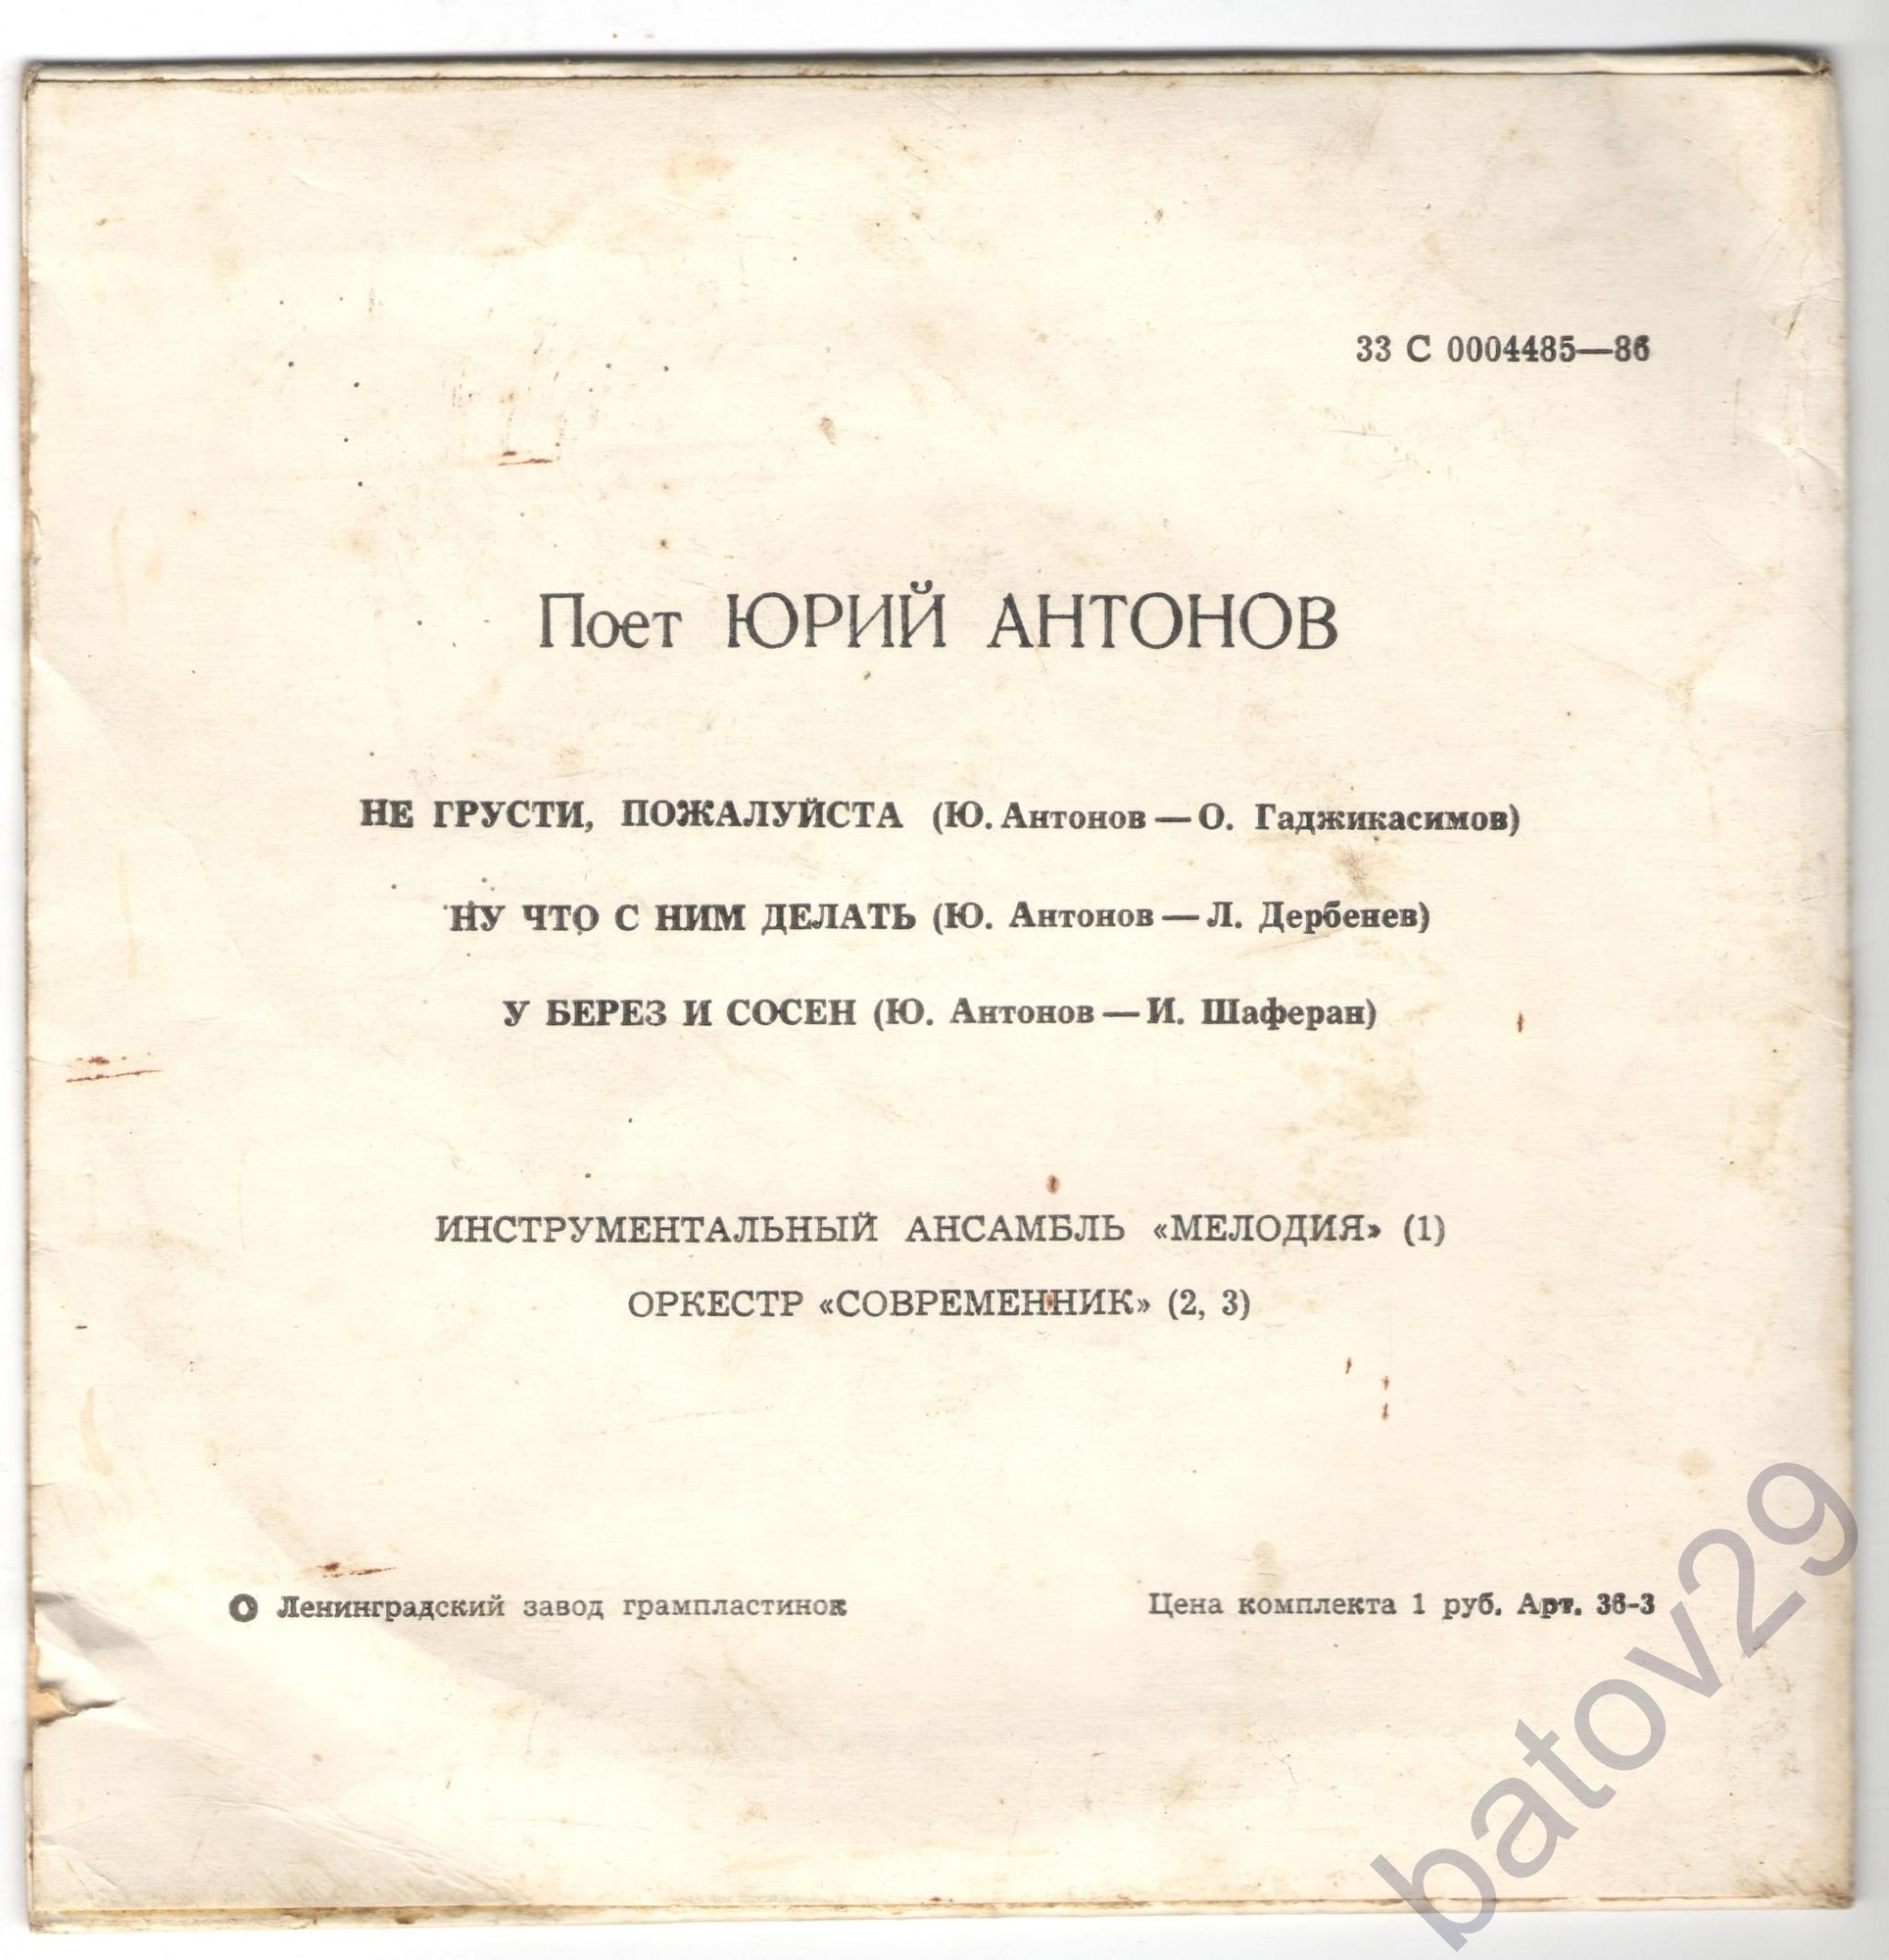 33 С 0004485—86
Поет ЮРИЙ АНТОНОВ
НЕ ГРУСТИ, ПОЖАЛУЙСТА (Ю. Антонов — О. Гаджикасимов)
НУ ЧТО С НИМ ДЕЛАТЬ (Ю. Антонов — Л. Дербенев)
У БЕРЕЗ И СОСЕН (Ю. Антонов — И. Шаферан)
ИНСТРУМЕНТАЛЬНЫЙ АНСАМБЛЬ «МЕЛОДИЯ» (1)
ОРКЕСТР «СОВРЕМЕННИК» (2, 3)
Ленинградский завод грампластинок
Цена комплекта 1 руб. Арт. 36-3
batov29